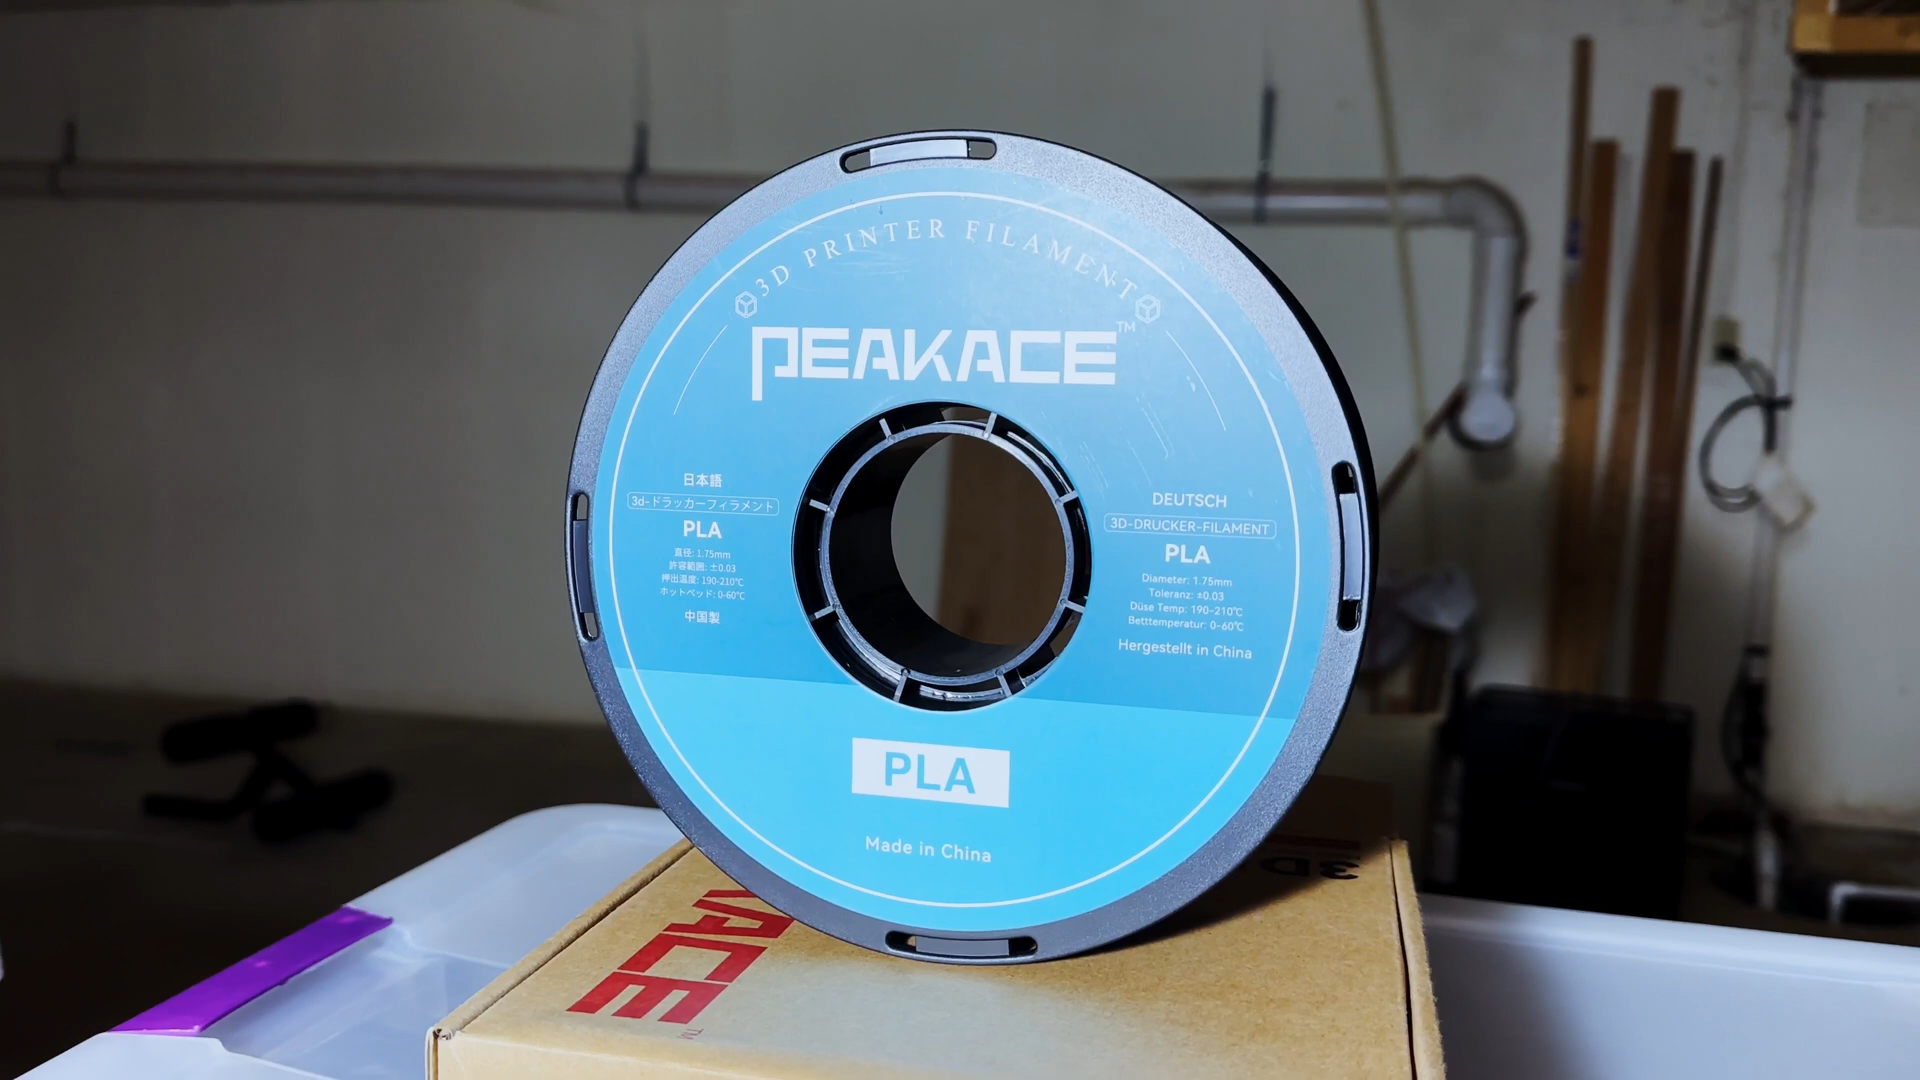 3D PRINTER FILAMENT
PEAKACE™
日本語
3d-ドラッカーフィラメント
PLA
直径: 1.75mm
許容範囲: ±0.03
押出温度: 190-210℃
ホットベッド: 0-60℃
中国製
DEUTSCH
3D-DRUCKER-FILAMENT
PLA
Diameter: 1.75mm
Toleranz: ±0.03
Düse Temp: 190-210℃
Betttemperatur: 0-60℃
Hergestellt in China
PLA
Made in China
ACE™
3D